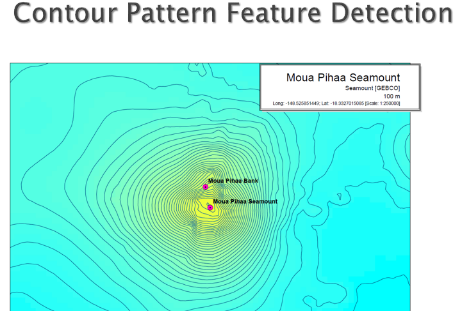 Contour Pattern Feature Detection
Moua Pihaa Seamount
Seamount [GEBCO]
100 m
Moua Pihaa Bank
Moua Pihaa Seamount